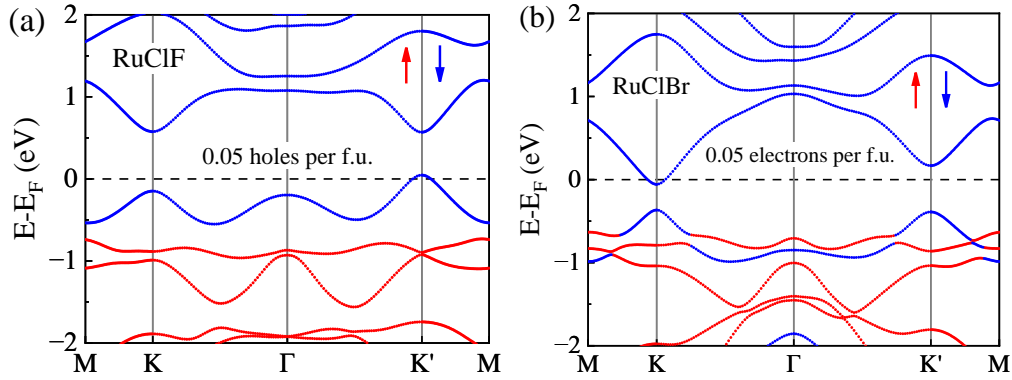 (a)
RuClF
0.05 holes per f.u.
E-E_F (eV)
2
1
0
−1
−2
M K Γ K' M
(b)
RuClBr
0.05 electrons per f.u.
E-E_F (eV)
2
1
0
−1
−2
M K Γ K' M